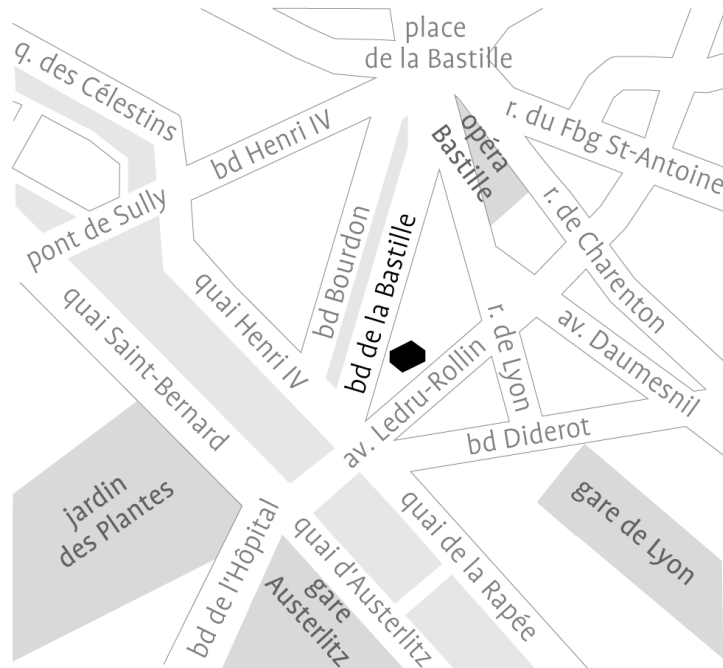 place
de la Bastille
q. des Célestins
r. du Fbg St-Antoine
bd Henri IV
opéra
Bastille
pont de Sully
r. de Charenton
bd Bourdon
bd de la Bastille
quai Henri IV
quai Saint-Bernard
r. de Lyon
av. Daumesnil
av. Ledru-Rollin
bd Diderot
jardin
des Plantes
gare de Lyon
bd de l'Hôpital
quai d'Austerlitz
quai de la Rapée
gare
Austerlitz